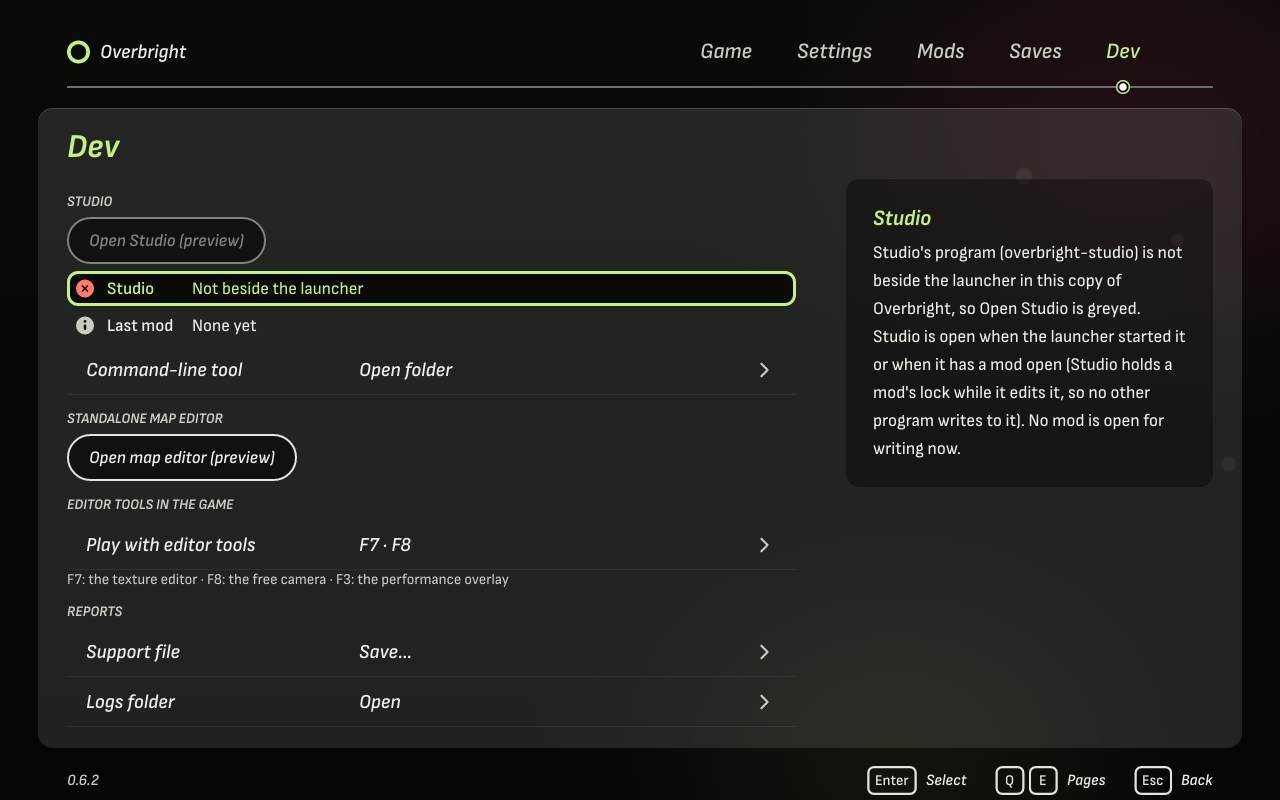 Overbright
Game Settings Mods Saves Dev
Dev
STUDIO
Open Studio (preview)
Studio Not beside the launcher
Last mod None yet
Command-line tool Open folder
STANDALONE MAP EDITOR
Open map editor (preview)
EDITOR TOOLS IN THE GAME
Play with editor tools F7 · F8
F7: the texture editor · F8: the free camera · F3: the performance overlay
REPORTS
Support file Save...
Logs folder Open
Studio
Studio's program (overbright-studio) is not
beside the launcher in this copy of
Overbright, so Open Studio is greyed.
Studio is open when the launcher started it
or when it has a mod open (Studio holds a
mod's lock while it edits it, so no other
program writes to it). No mod is open for
writing now.
0.6.2
Enter Select Q E Pages Esc Back